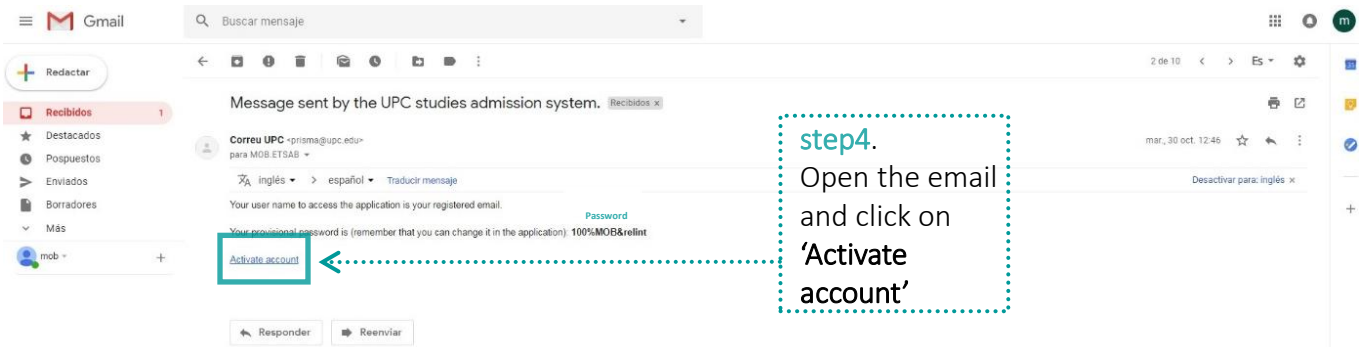 Gmail
Buscar mensaje
m
Redactar
2 de 10
Es
Recibidos 1
Destacados
Pospuestos
Enviados
Borradores
Más
mob
Message sent by the UPC studies admission system. Recibidos x
Correu UPC <prisma@upc.edu>
mar., 30 oct. 12:46
para MOB.ETSAB
inglés > español Traducir mensaje
Desactivar para: inglés x
Your user name to access the application is your registered email.
Password
Your provisional password is (remember that you can change it in the application): 100%MOB&relint
Activate account
step4.
Open the email
and click on
‘Activate
account’
Responder
Reenviar